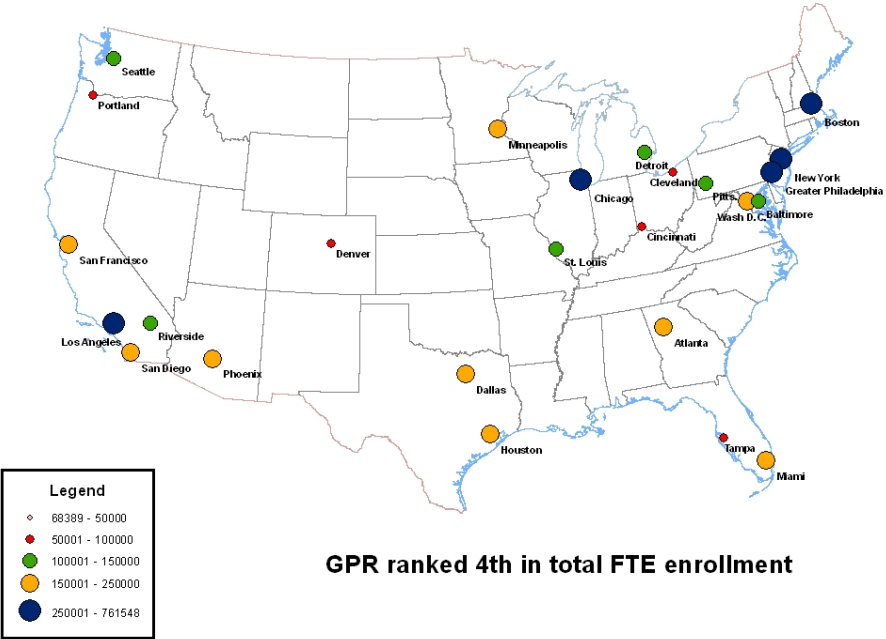 Seattle
Portland
Minneapolis
Boston
Detroit
Cleveland
New York
Chicago
Pitts.
Greater Philadelphia
Wash D.C.
Baltimore
Cincinnati
Denver
San Francisco
St. Louis
Riverside
Los Angeles
Atlanta
San Diego
Phoenix
Dallas
Houston
Tampa
Miami
Legend
68389 - 50000
50001 - 100000
100001 - 150000
150001 - 250000
250001 - 761548
GPR ranked 4th in total FTE enrollment